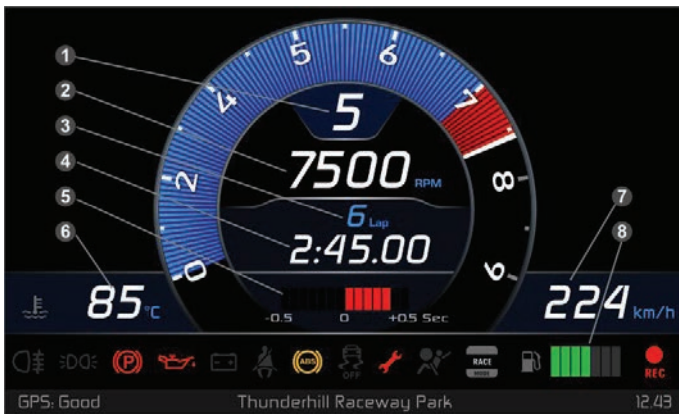 1
2
3
4
5
6
7
8
0
2
4
5
6
7
8
9
5
7500 RPM
6 Lap
2:45.00
-0.5 0 +0.5 Sec
85 °C
224 km/h
P
ABS
OFF
RACE
MODE
REC
GPS: Good
Thunderhill Raceway Park
12.43